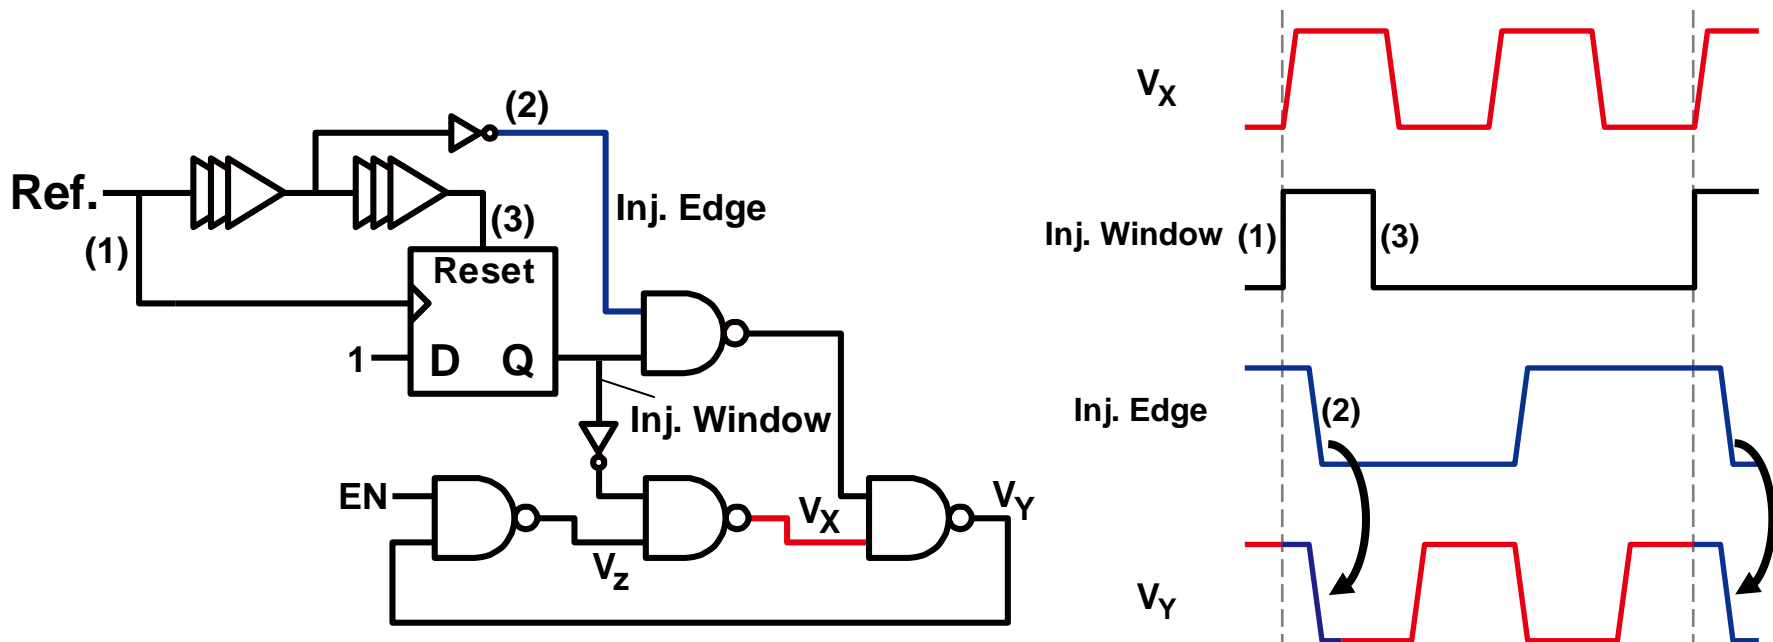 (2)
Ref.
(1)
Inj. Edge
(3)
Reset
1
D
Q
Inj. Window
EN
Vz
VX
VY
VX
Inj. Window
(1)
(3)
Inj. Edge
(2)
VY